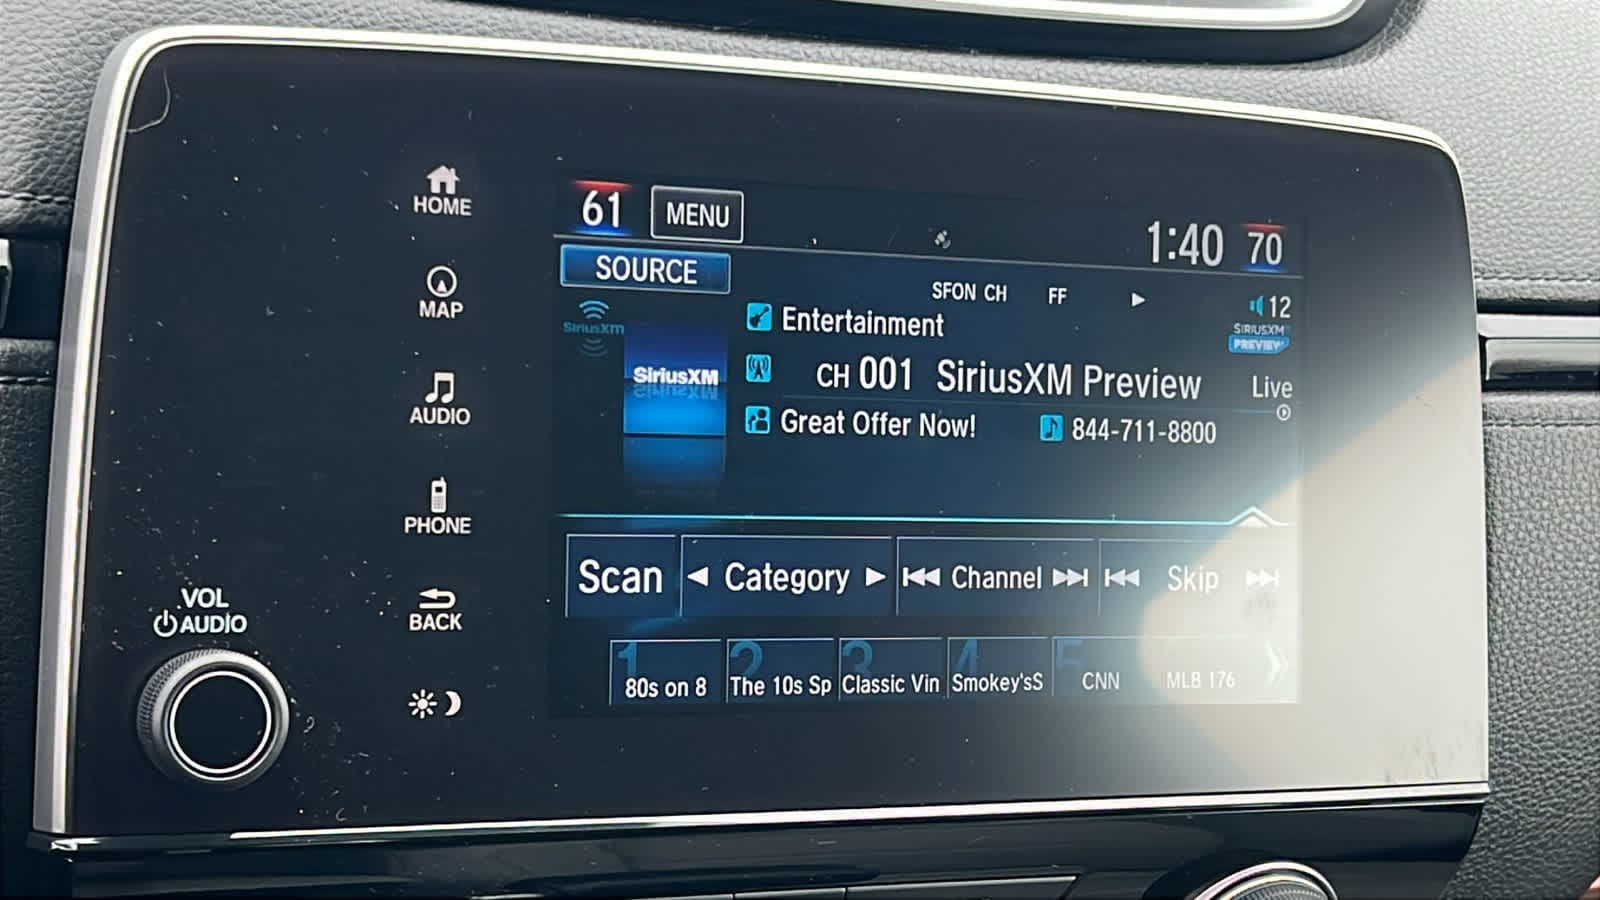 HOME
MAP
AUDIO
PHONE
BACK
VOL
AUDIO
61 MENU 1:40 70
SOURCE
SFON CH FF
12
SiriusXM
SIRIUSXM
PREVIEW
Entertainment
SiriusXM
CH 001 SiriusXM Preview Live
Great Offer Now! 844-711-8800
Scan Category Channel Skip
1 2 3 4 5
80s on 8 The 10s Sp Classic Vin Smokey'sS CNN MLB 176